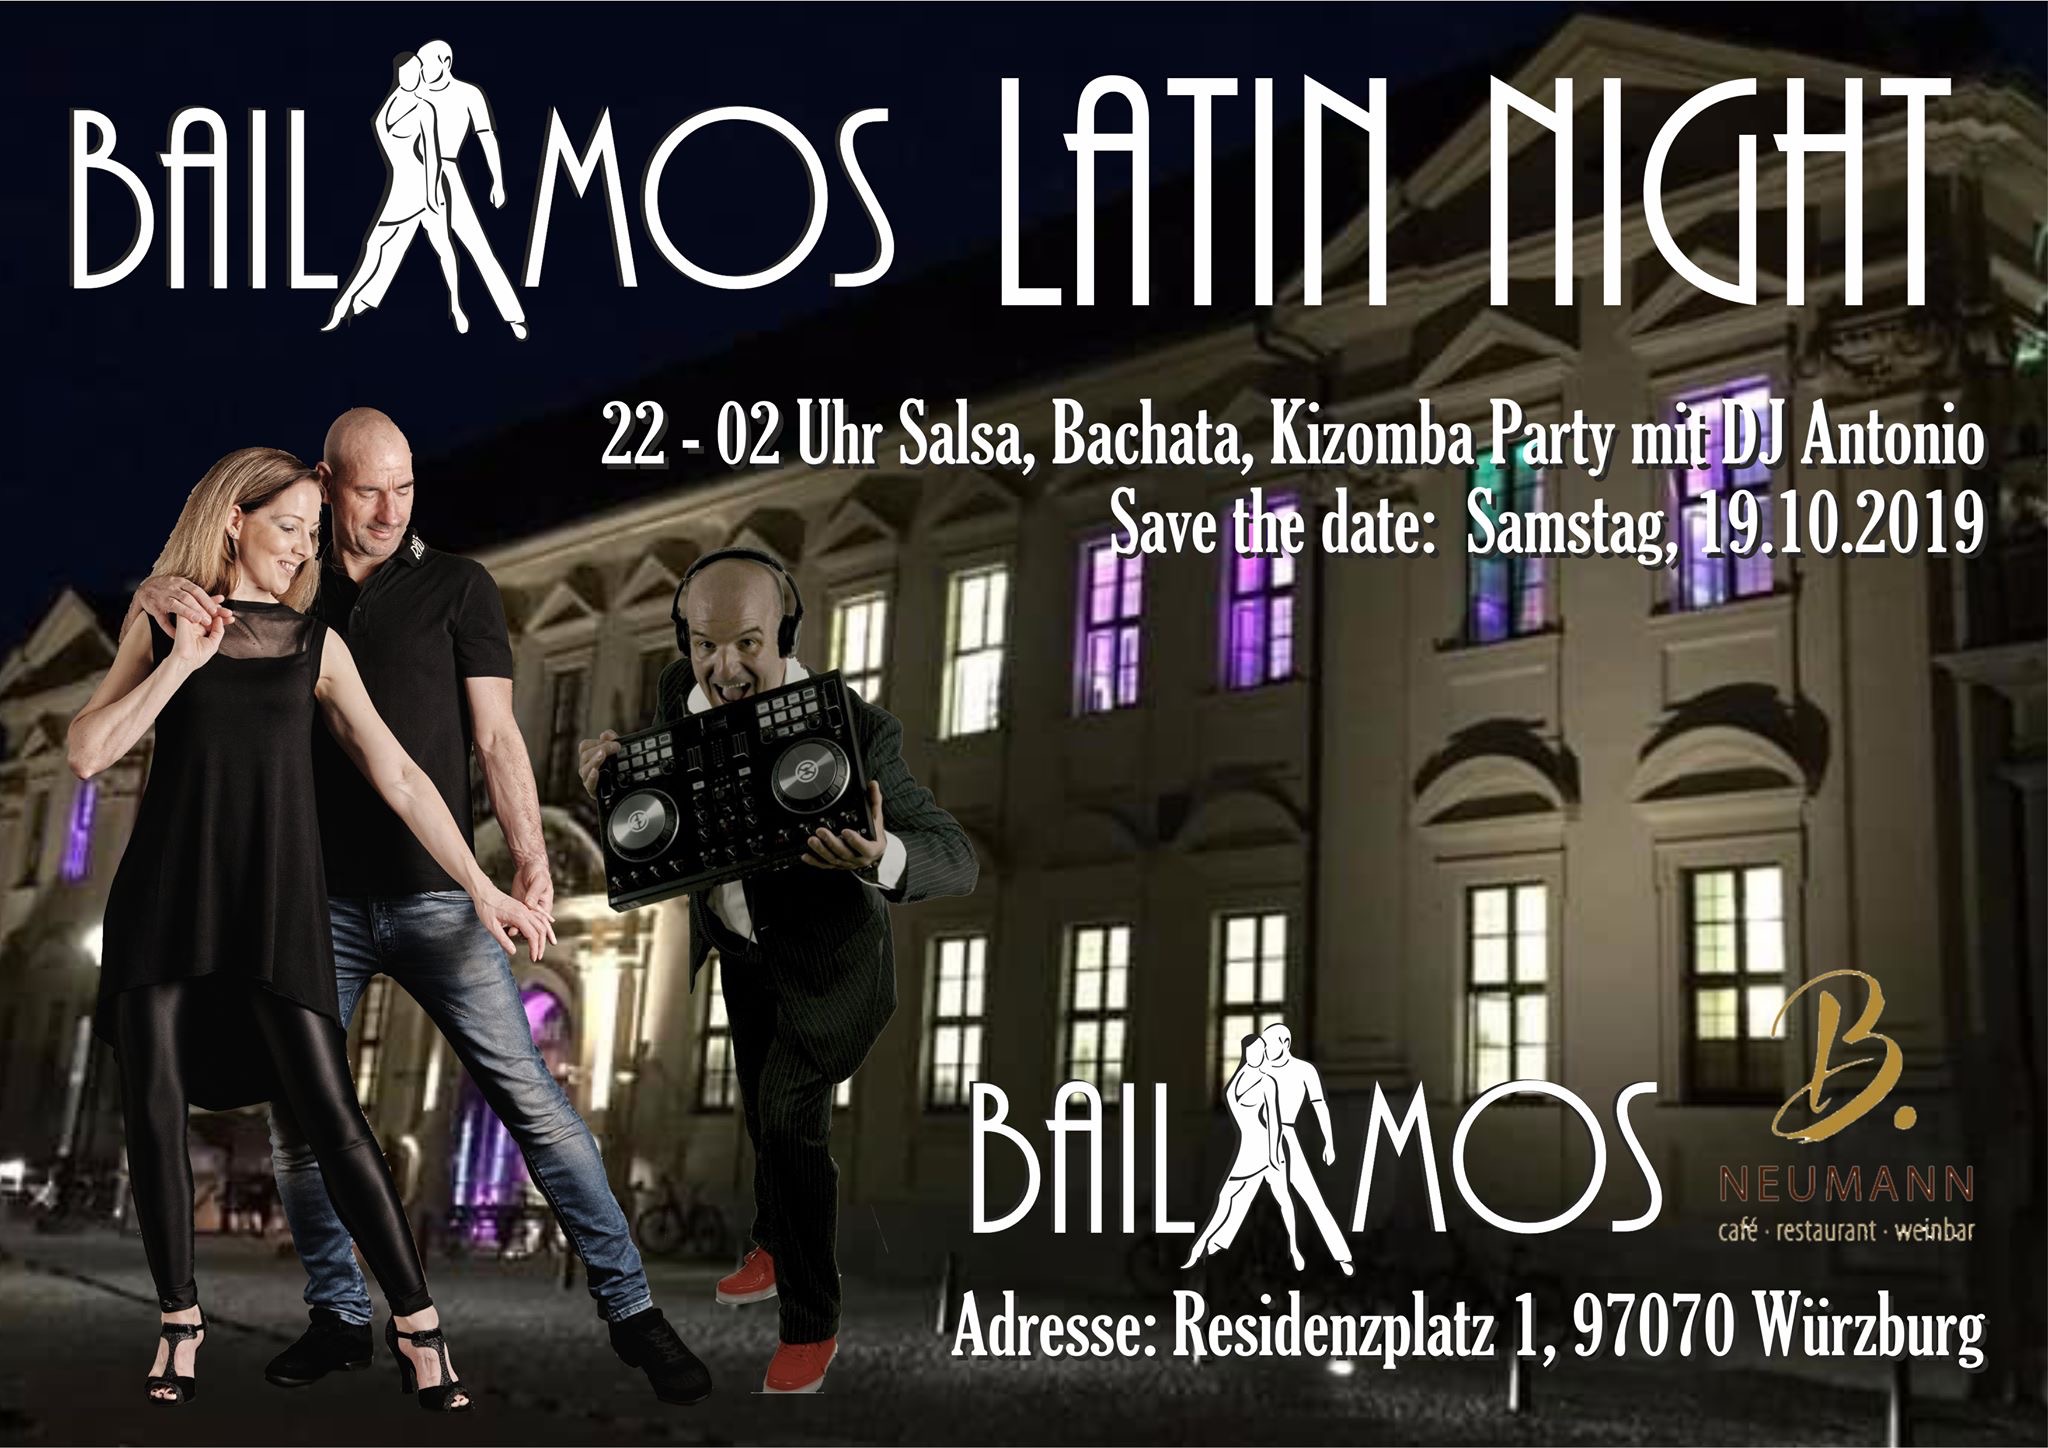 BAILAMOS LATIN NIGHT
22 - 02 Uhr Salsa, Bachata, Kizomba Party mit DJ Antonio
Save the date: Samstag, 19.10.2019
BAILAMOS
B.
NEUMANN
café · restaurant · weinbar
Adresse: Residenzplatz 1, 97070 Würzburg